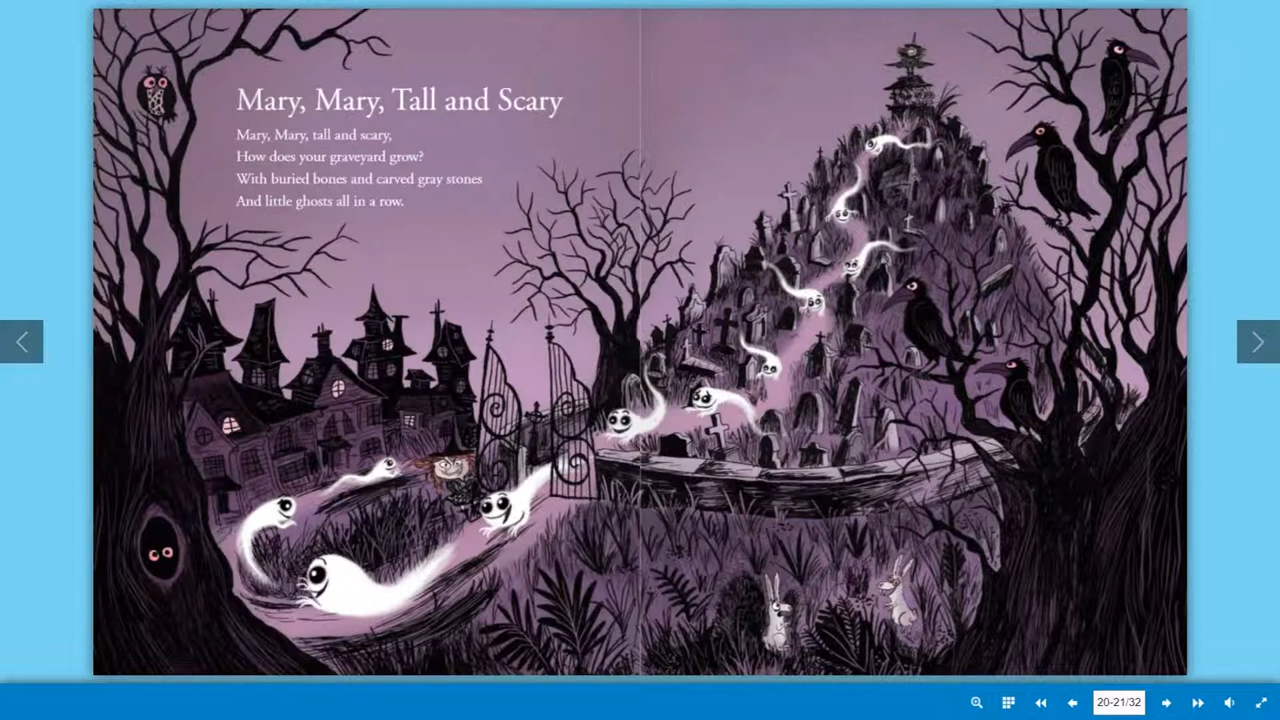 Mary, Mary, Tall and Scary
Mary, Mary, tall and scary,
How does your graveyard grow?
With buried bones and carved gray stones
And little ghosts all in a row.
20-21/32